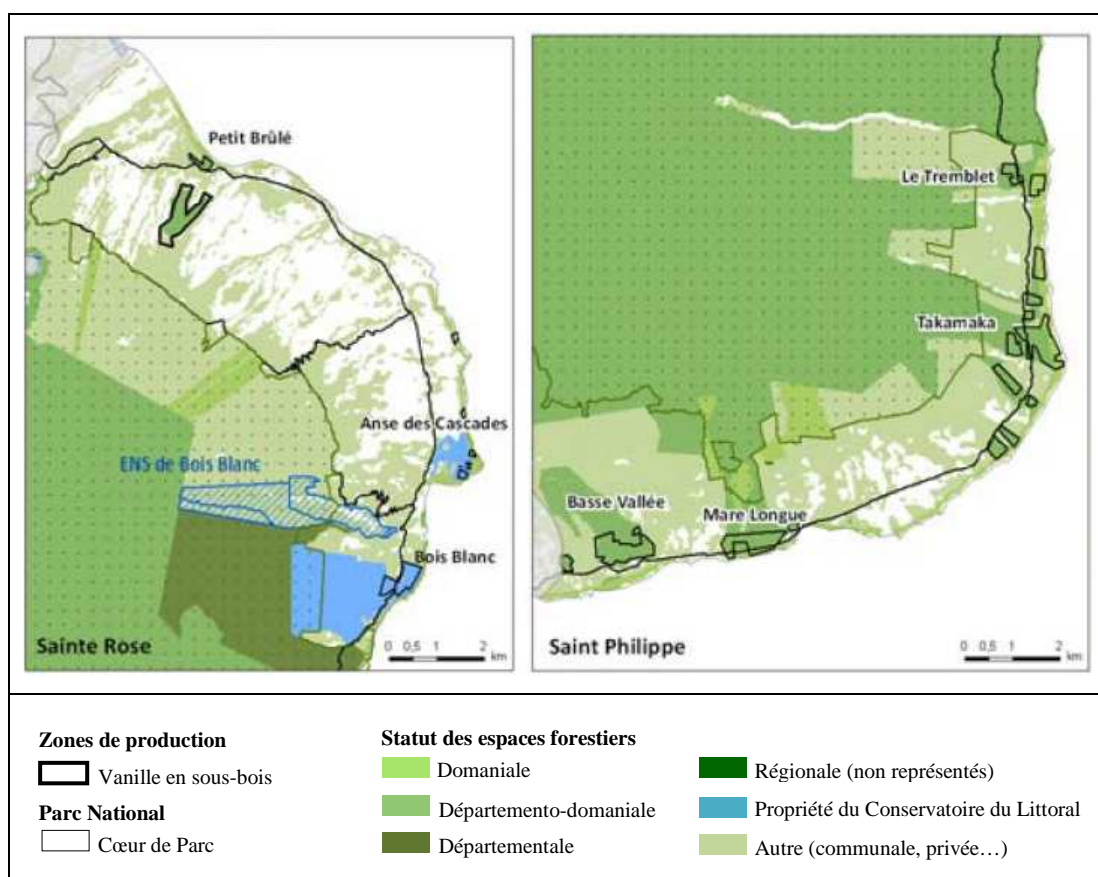 Petit Brûlé
Anse des Cascades
ENS de Bois Blanc
Bois Blanc
Sainte Rose
0 0,5 1 2
km
Le Tremblet
Takamaka
Basse Vallée
Mare Longue
Saint Philippe
0 0,5 1 2
km
Zones de production
Vanille en sous-bois
Parc National
Cœur de Parc
Statut des espaces forestiers
Domaniale
Départemento-domaniale
Départementale
Régionale (non représentés)
Propriété du Conservatoire du Littoral
Autre (communale, privée…)